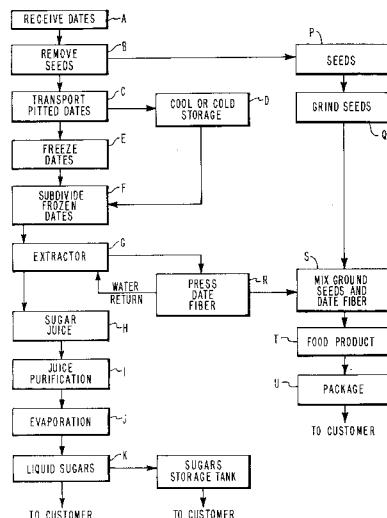 RECEIVE DATES
A
REMOVE
SEEDS
B
P
SEEDS
TRANSPORT
PITTED DATES
C
COOL OR COLD
STORAGE
D
GRIND SEEDS
Q
FREEZE
DATES
E
SUBDIVIDE
FROZEN
DATES
F
EXTRACTOR
G
WATER
RETURN
PRESS
DATE
FIBER
R
S
MIX GROUND
SEEDS AND
DATE FIBER
SUGAR
JUICE
H
T
FOOD PRODUCT
JUICE
PURIFICATION
I
U
PACKAGE
TO CUSTOMER
EVAPORATION
J
LIQUID SUGARS
K
SUGARS
STORAGE TANK
TO CUSTOMER
TO CUSTOMER